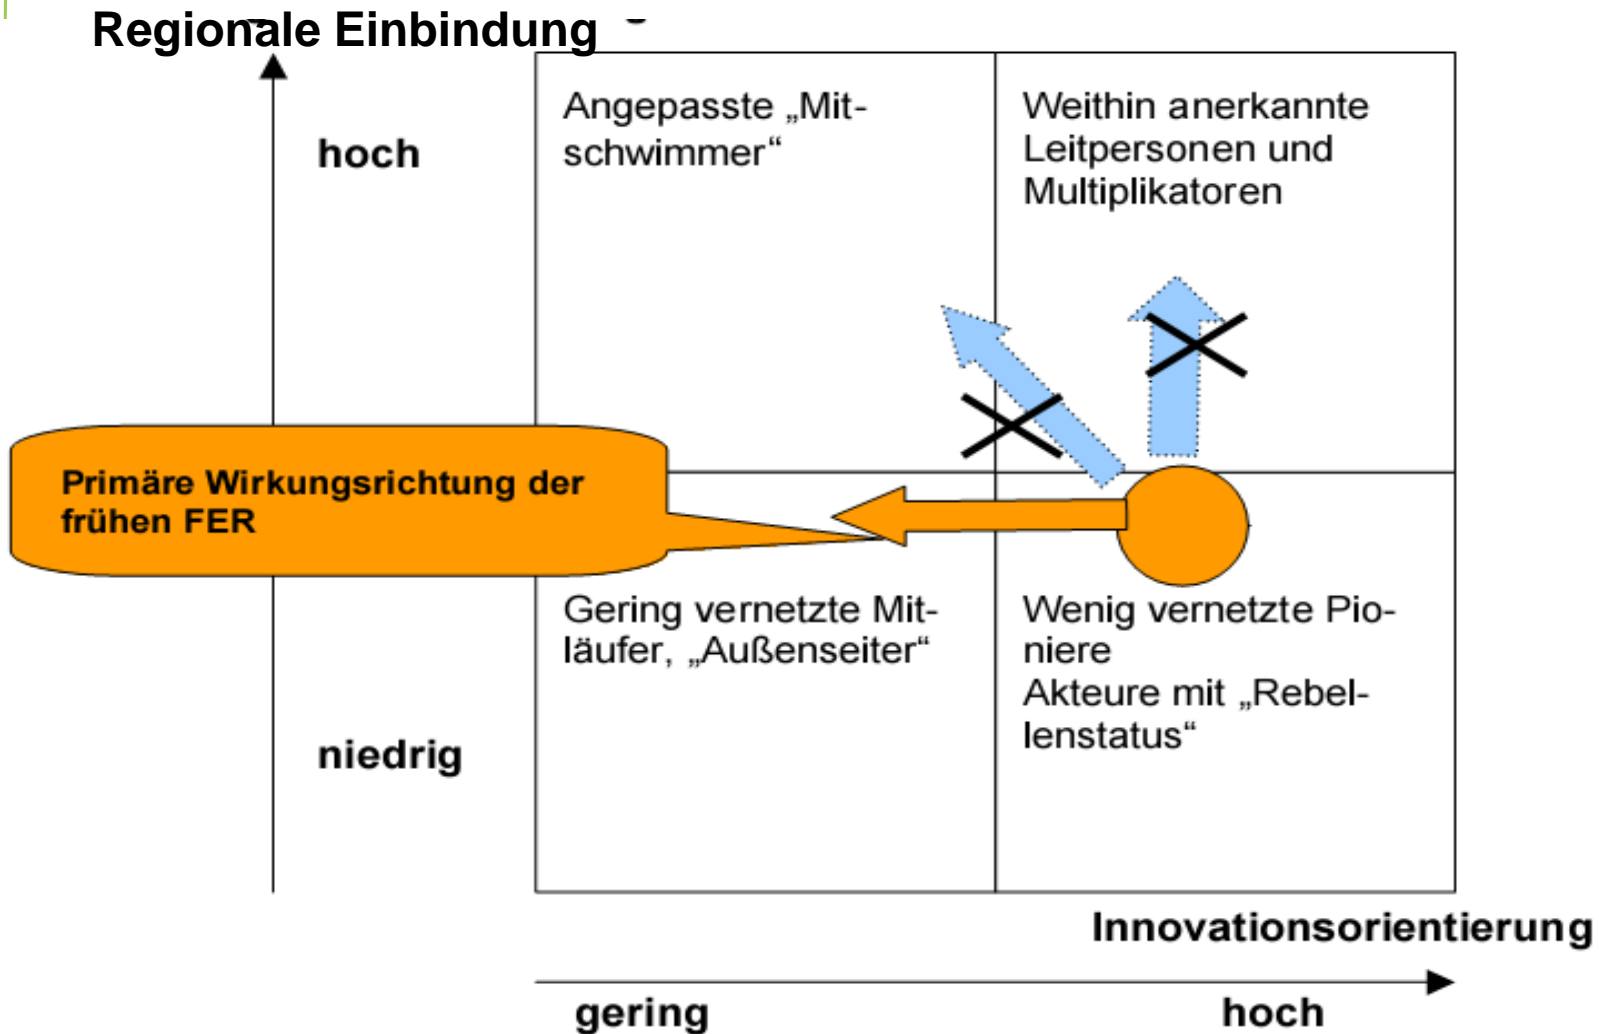 Regionale Einbindung
hoch
Angepasste „Mit-
schwimmer“
Weithin anerkannte
Leitpersonen und
Multiplikatoren
Primäre Wirkungsrichtung der
frühen FER
niedrig
Gering vernetzte Mit-
läufer, „Außenseiter“
Wenig vernetzte Pio-
niere
Akteure mit „Rebel-
lenstatus“
Innovationsorientierung
gering
hoch